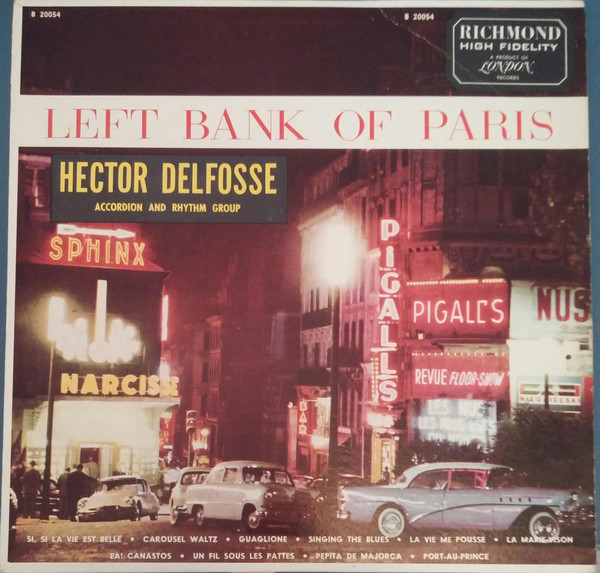 B 20054
B 20054
RICHMOND
HIGH FIDELITY
A PRODUCT OF
LONDON
RECORDS
LEFT BANK OF PARIS
HECTOR DELFOSSE
ACCORDION AND RHYTHM GROUP
SPHINX
NARCISSE
PIGALL'S
PIGALL'S
NUS
REVUE FLOOR-SHOW
BAR
SI, SI LA VIE EST BELLE • CAROUSEL WALTZ • GUAGLIONE • SINGING THE BLUES • LA VIE ME POUSSE • LA MARIE-VISON
EA! CANASTOS • UN FIL SOUS LES PATTES • PEPITA DE MAJORCA • PORT-AU-PRINCE